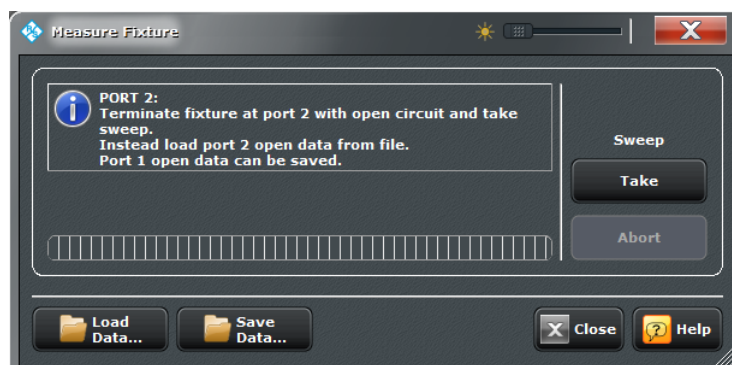 Measure Fixture
PORT 2:
Terminate fixture at port 2 with open circuit and take
sweep.
Instead load port 2 open data from file.
Port 1 open data can be saved.
Sweep
Take
Abort
Load
Data...
Save
Data...
Close
Help